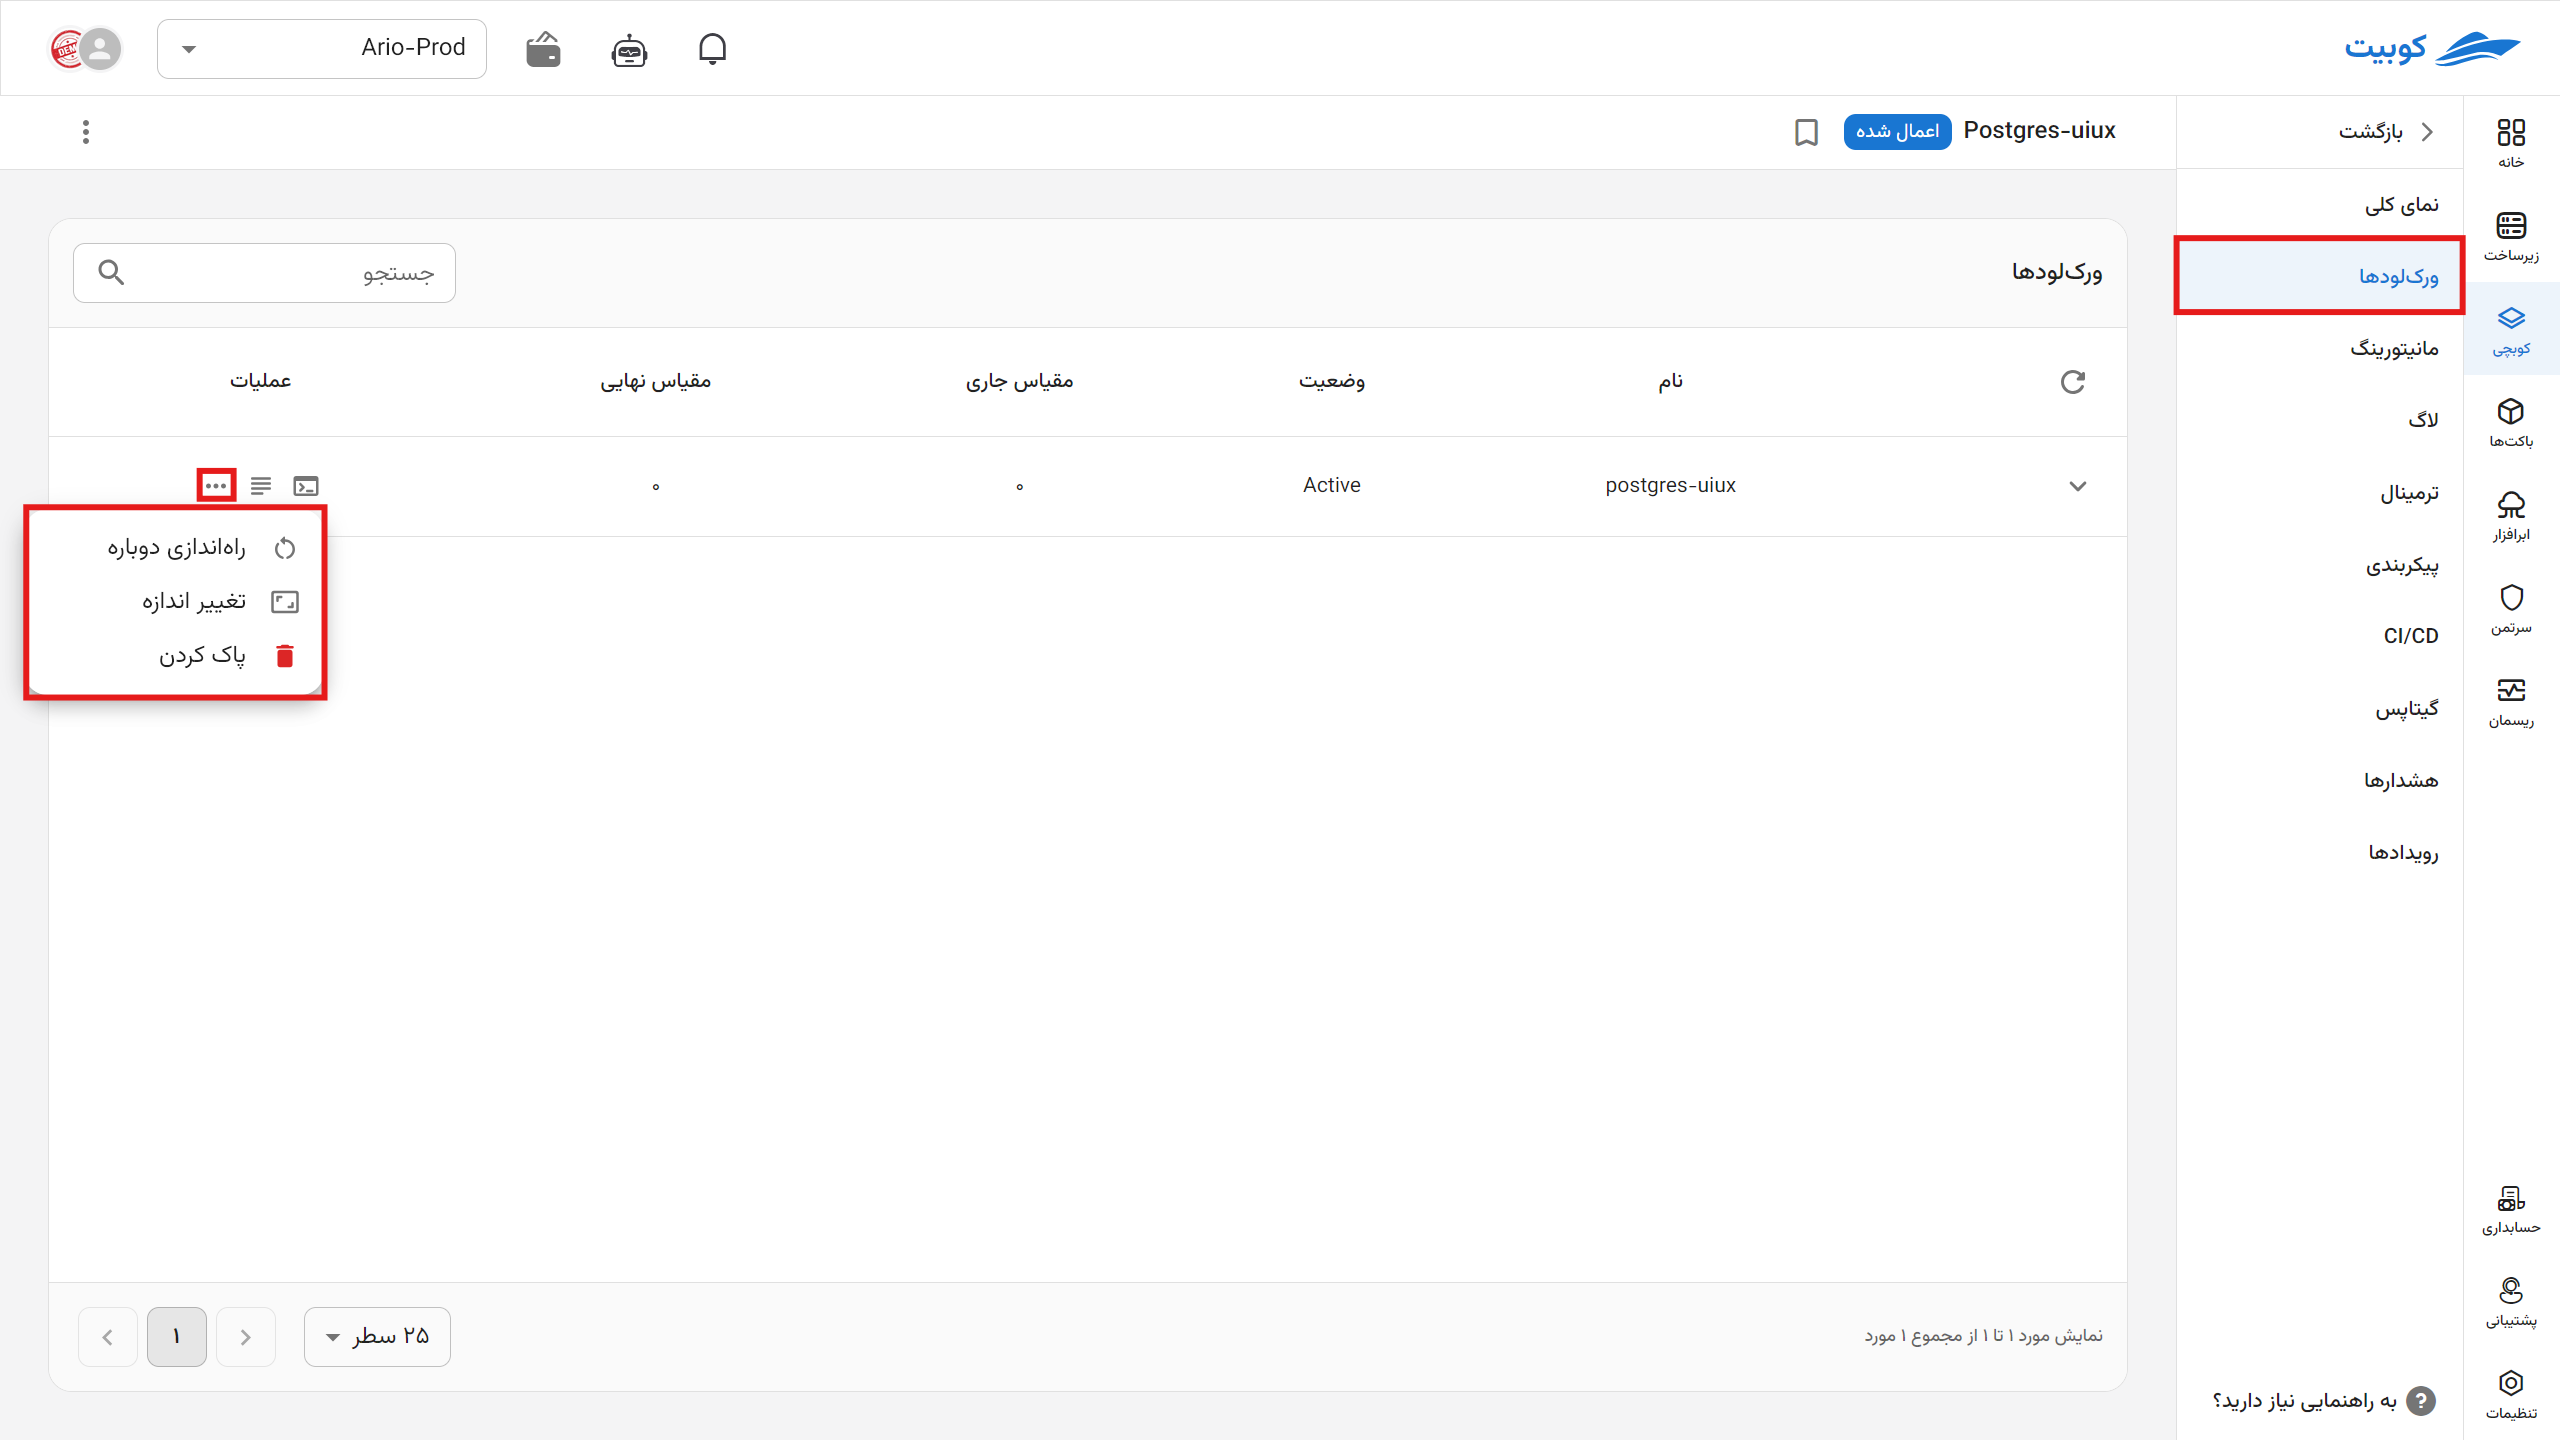 کوبیت
Ario-Prod
DEMO
خانه
زیرساخت
کوبچی
باکت‌ها
ابرافزار
سرتمن
ریسمان
حسابداری
پشتیبانی
تنظیمات
بازگشت
نمای کلی
ورک‌لودها
مانیتورینگ
لاگ
ترمینال
پیکربندی
CI/CD
گیتاپس
هشدارها
رویدادها
به راهنمایی نیاز دارید؟
Postgres-uiux اعمال شده
ورک‌لودها
جستجو
نام وضعیت مقیاس جاری مقیاس نهایی عملیات
postgres-uiux Active ۰ ۰
راه‌اندازی دوباره
تغییر اندازه
پاک کردن
نمایش مورد ۱ تا ۱ از مجموع ۱ مورد
۲۵ سطر
۱